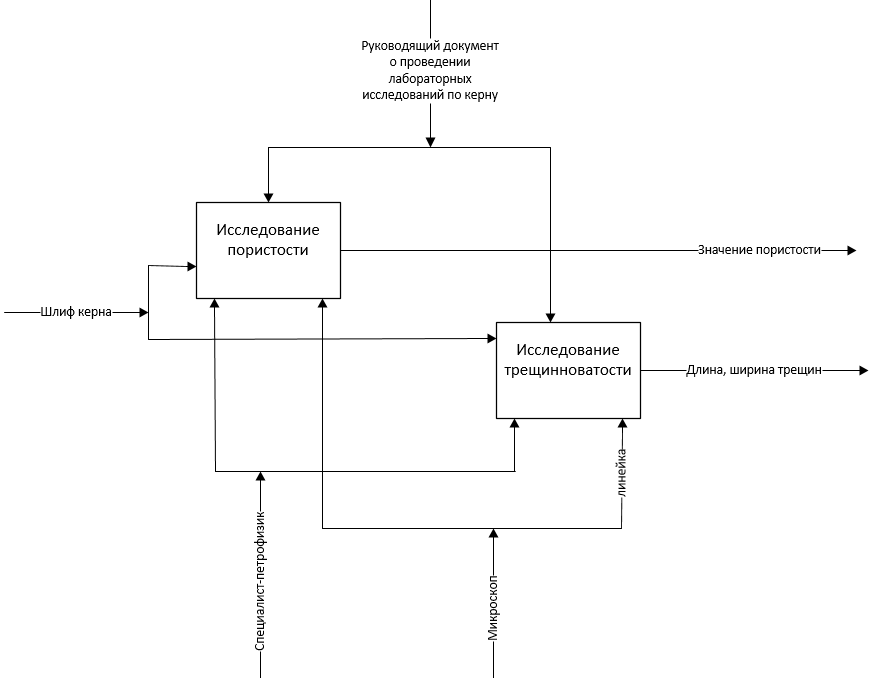 Руководящий документ
о проведении
лабораторных
исследований по керну
Исследование
пористости
Значение пористости
Шлиф керна
Исследование
трещинноватости
Длина, ширина трещин
линейка
Специалист-петрофизик
Микроскоп